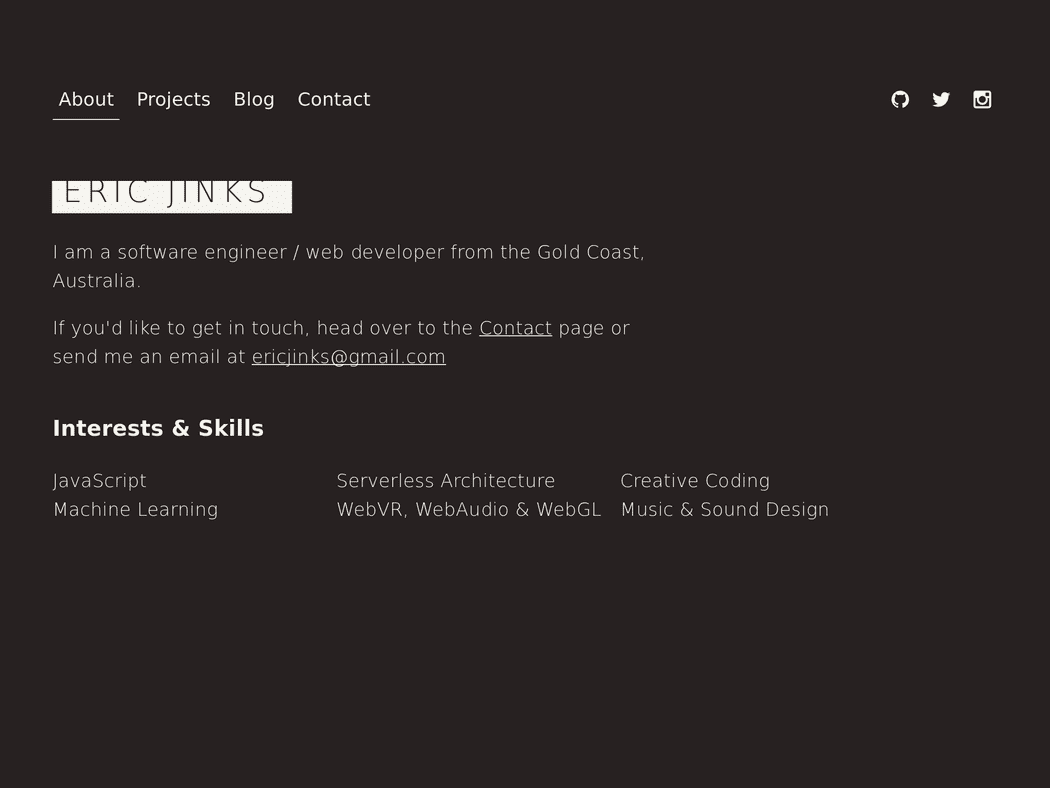 About Projects Blog Contact
ERIC JINKS
I am a software engineer / web developer from the Gold Coast,
Australia.
If you'd like to get in touch, head over to the Contact page or
send me an email at ericjinks@gmail.com
Interests & Skills
JavaScript Serverless Architecture Creative Coding
Machine Learning WebVR, WebAudio & WebGL Music & Sound Design